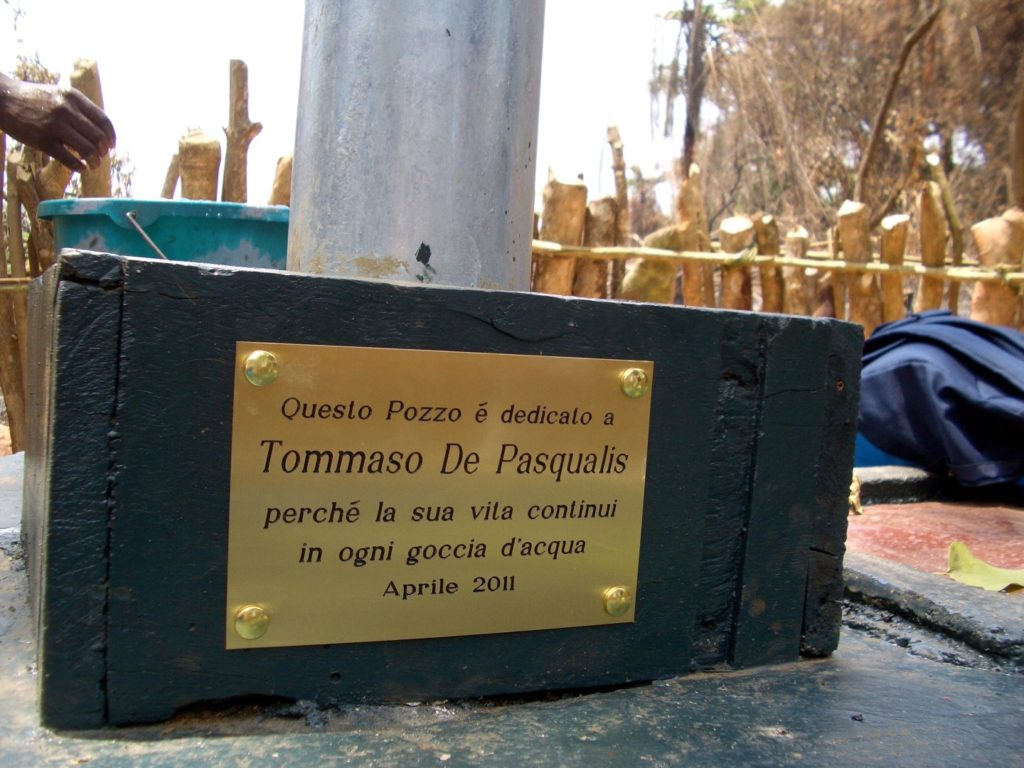 Questo Pozzo é dedicato a
Tommaso De Pasqualis
perché la sua vita continui
in ogni goccia d'acqua
Aprile 2011